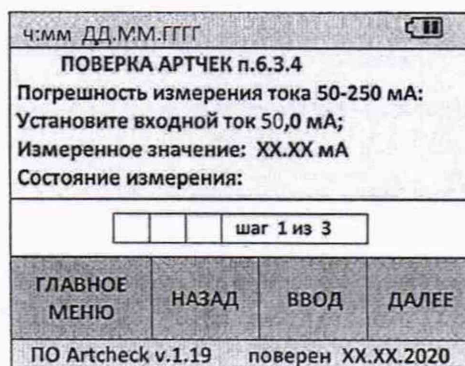 ч:мм ДД.ММ.ГГГГ
ПОВЕРКА АРТЧЕК п.6.3.4
Погрешность измерения тока 50-250 мА:
Установите входной ток 50,0 мА;
Измеренное значение: XX.XX мА
Состояние измерения:
шаг 1 из 3
ГЛАВНОЕ МЕНЮ НАЗАД ВВОД ДАЛЕЕ
ПО Artcheck v.1.19 поверен XX.XX.2020